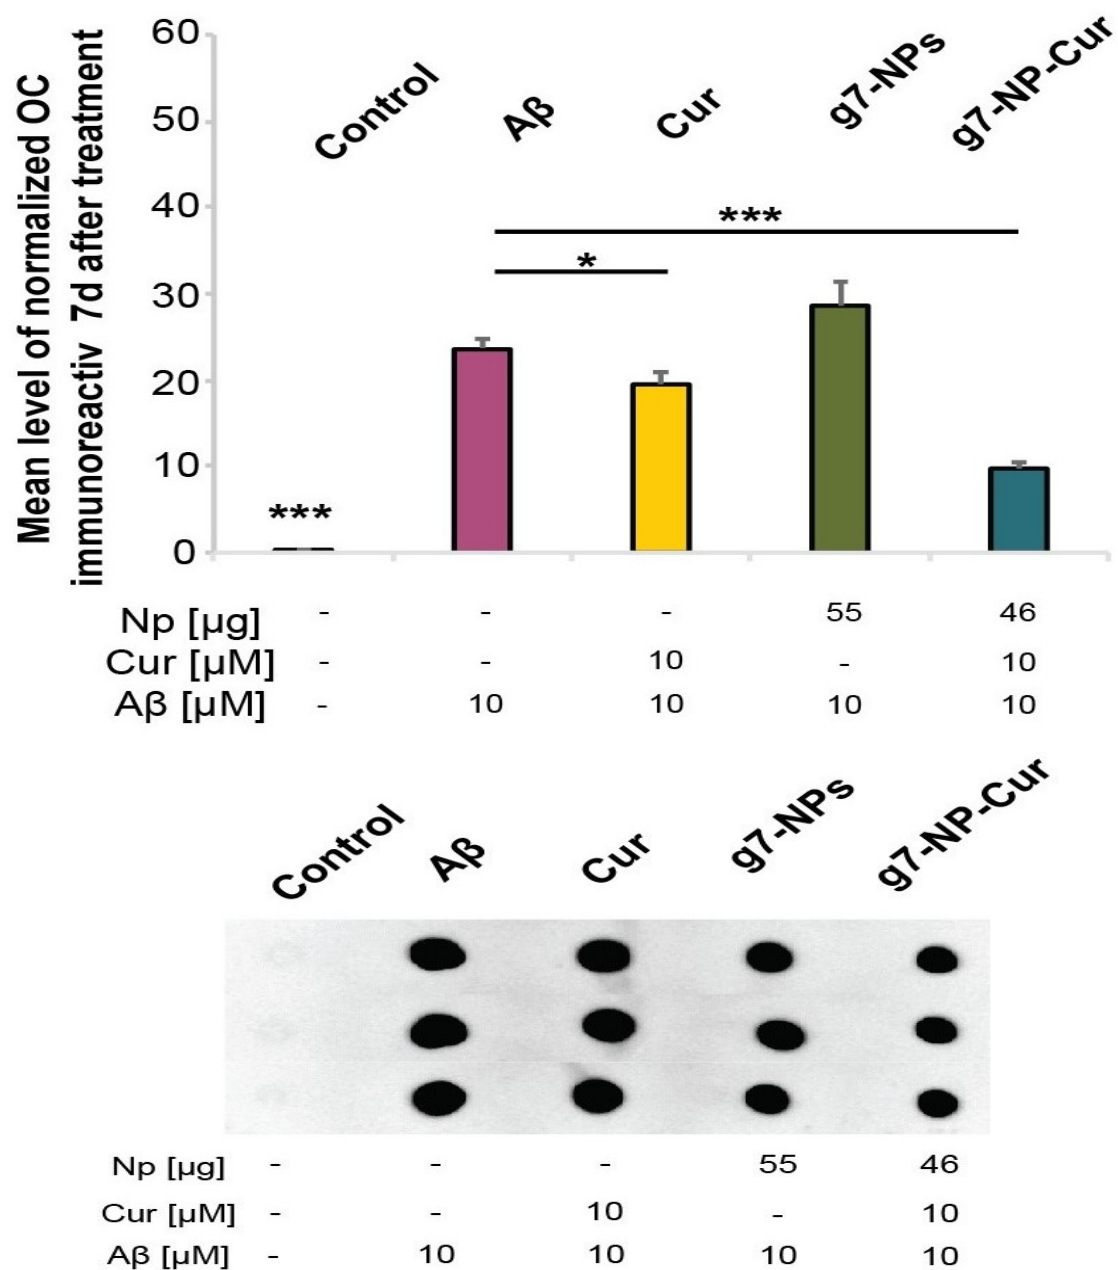 Mean level of normalized OC
immunoreactiv 7d after treatment
60
50
40
30
20
10
0
Control Aβ Cur g7-NPs g7-NP-Cur
***
*
***
Np [µg] - - - 55 46
Cur [µM] - - 10 - 10
Aβ [µM] - 10 10 10 10
Control Aβ Cur g7-NPs g7-NP-Cur
Np [µg] - - - 55 46
Cur [µM] - - 10 - 10
Aβ [µM] - 10 10 10 10